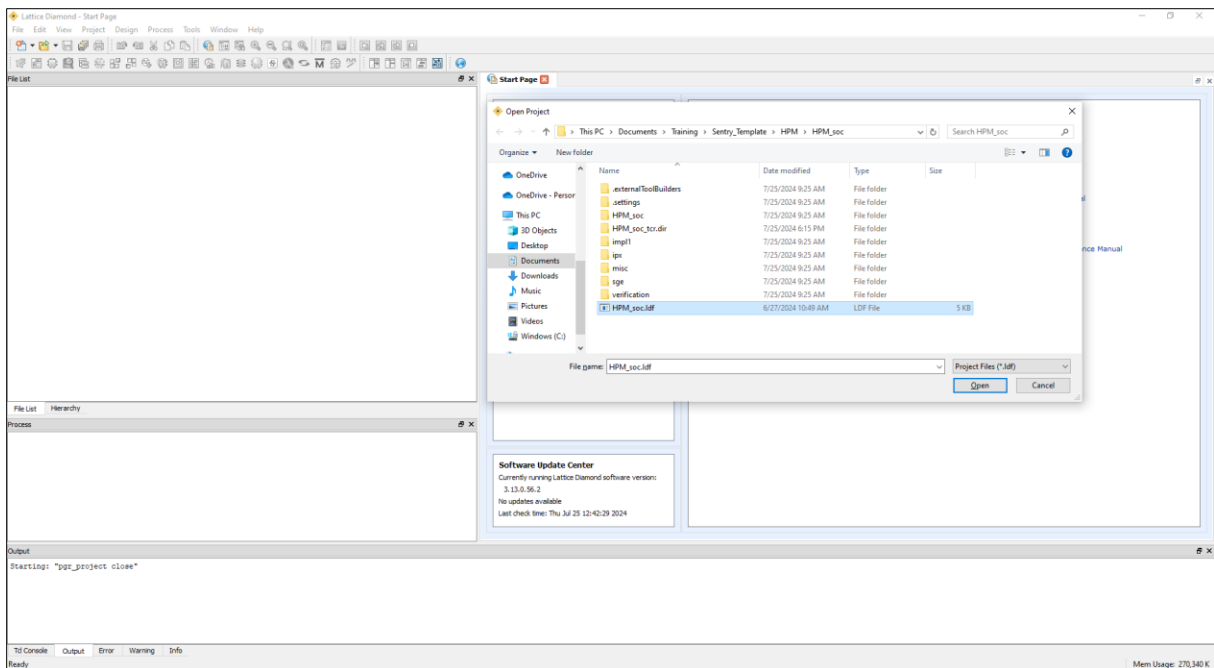 Lattice Diamond - Start Page
File Edit View Project Design Process Tools Window Help
File List
Start Page
Open Project
This PC > Documents > Training > Sentry_Template > HPM > HPM_soc
Search HPM_soc
Organize
New folder
Name Date modified Type Size
OneDrive
OneDrive - Person
This PC
3D Objects
Desktop
Documents
Downloads
Music
Pictures
Videos
Windows (C:)
.externalToolBuilders 7/25/2024 9:25 AM File folder
.settings 7/25/2024 9:25 AM File folder
HPM_soc 7/25/2024 9:25 AM File folder
HPM_soc_tcr.dir 7/25/2024 6:15 PM File folder
impl1 7/25/2024 9:25 AM File folder
ipx 7/25/2024 9:25 AM File folder
misc 7/25/2024 9:25 AM File folder
sge 7/25/2024 9:25 AM File folder
verification 7/25/2024 9:25 AM File folder
HPM_soc.ldf 6/27/2024 10:49 AM LDF File 5 KB
nce Manual
File name: HPM_soc.ldf
Project Files (*.ldf)
Open Cancel
File List Hierarchy
Process
Software Update Center
Currently running Lattice Diamond software version:
3.13.0.56.2
No updates available
Last check time: Thu Jul 25 12:42:29 2024
Output
Starting: "pgr_project close"
Tcl Console Output Error Warning Info
Ready
Mem Usage: 270,340 K